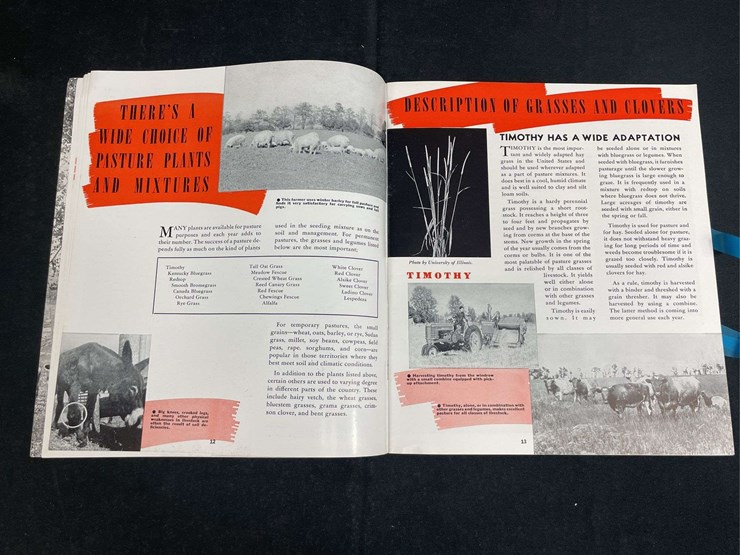 THERE'S A
WIDE CHOICE OF
PASTURE PLANTS
AND MIXTURES
● This farmer uses winter barley for fall pasture and
finds it very satisfactory for carrying sows and
pigs.
MANY plants are available for pasture
purposes and each year adds to
their number. The success of a pasture de-
pends fully as much on the kind of plants
used in the seeding mixture as on the
soil and management. For permanent
pastures, the grasses and legumes listed
below are the most important:
Timothy
Kentucky Bluegrass
Redtop
Smooth Bromegrass
Canada Bluegrass
Orchard Grass
Rye Grass
Tall Oat Grass
Meadow Fescue
Crested Wheat Grass
Reed Canary Grass
Red Fescue
Chewings Fescue
Alfalfa
White Clover
Red Clover
Alsike Clover
Sweet Clover
Ladino Clover
Lespedeza
For temporary pastures, the small
grains—wheat, oats, barley, or rye, Sudan
grass, millet, soy beans, cowpeas, field
peas, rape, sorghums, and corn—are
popular in those territories where they
best meet soil and climatic conditions.
In addition to the plants listed above,
certain others are used to varying degree
in different parts of the country. These
include hairy vetch, the wheat grasses,
bluestem grasses, grama grasses, crim-
son clover, and beer grasses.
● Big knees, crooked legs,
and many other physical
weaknesses in livestock are
often the result of soil de-
ficiencies.
12
DESCRIPTION OF GRASSES AND CLOVERS
TIMOTHY HAS A WIDE ADAPTATION
Photo by University of Illinois.
TIMOTHY
TIMOTHY is the most impor-
tant and widely adapted hay
grass in the United States and
should be used wherever adapted
as a part of pasture mixtures. It
does best in a cool, humid climate
and is well suited to clay and silt
loam soils.
Timothy is a hardy perennial
grass possessing a short root-
stock. It reaches a height of three
to four feet and propagates by
seed and by new branches grow-
ing from corms at the base of the
stems. New growth in the spring
of the year usually comes from the
corms or bulbs. It is one of the
most palatable of pasture grasses
and is relished by all classes of
livestock. It yields
well either alone
or in combination
with other grasses
and legumes.
Timothy is easily
sown. It may
be seeded alone or in mixtures
with bluegrass or legumes. When
seeded with bluegrass, it furnishes
pasturage until the slower grow-
ing bluegrass is large enough to
graze. It is frequently used in a
mixture with redtop on soils
where bluegrass does not thrive.
Large acreages of timothy are
seeded with small grain, either in
the spring or fall.
Timothy is used for pasture and
for hay. Seeded alone for pasture,
it does not withstand heavy graz-
ing for long periods of time and
weeds become troublesome if it is
grazed too closely. Timothy is
usually seeded with red and alsike
clovers for hay.
As a rule, timothy is harvested
with a binder and threshed with a
grain thresher. It may also be
harvested by using a combine.
The latter method is coming into
more general use each year.
● Harvesting timothy from the windrow
with a small combine equipped with pick-
up attachment.
● Timothy, alone, or in combination with
other grasses and legumes, makes excellent
pasture for all classes of livestock.
13